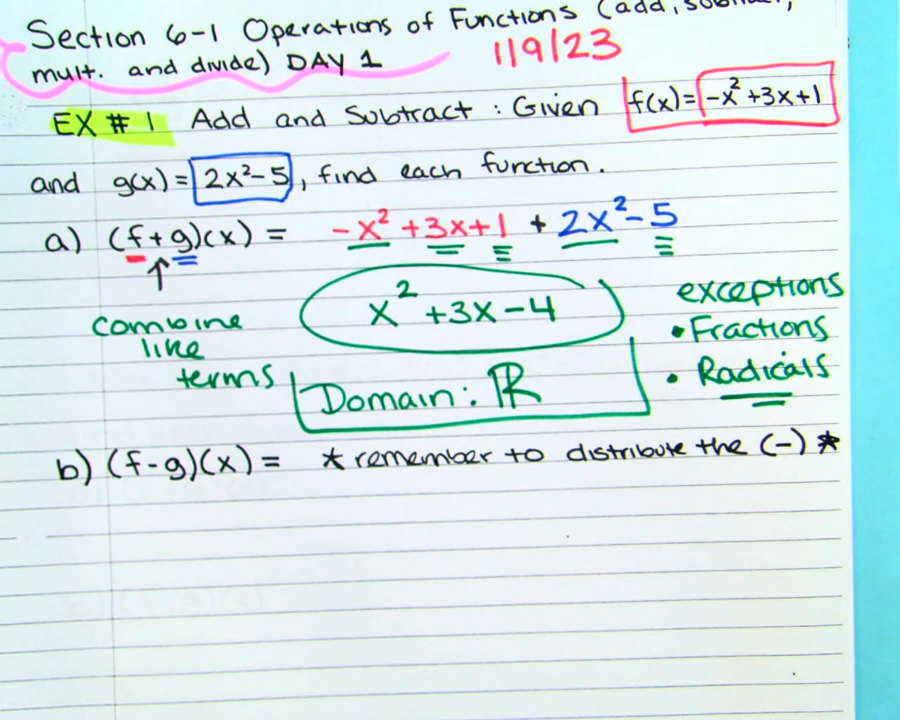 Section 6-1 Operations of Functions (add, subtract,
mult. and divide) DAY 1 1/9/23
EX # 1 Add and Subtract : Given f(x) = -x² + 3x + 1
and g(x) = 2x² - 5, find each function.
a) (f+g)(x) = -x² + 3x + 1 + 2x² - 5
x² + 3x - 4
combine
like
terms
exceptions
• Fractions
• Radicals
Domain: ℝ
b) (f-g)(x) = * remember to distribute the (-) *